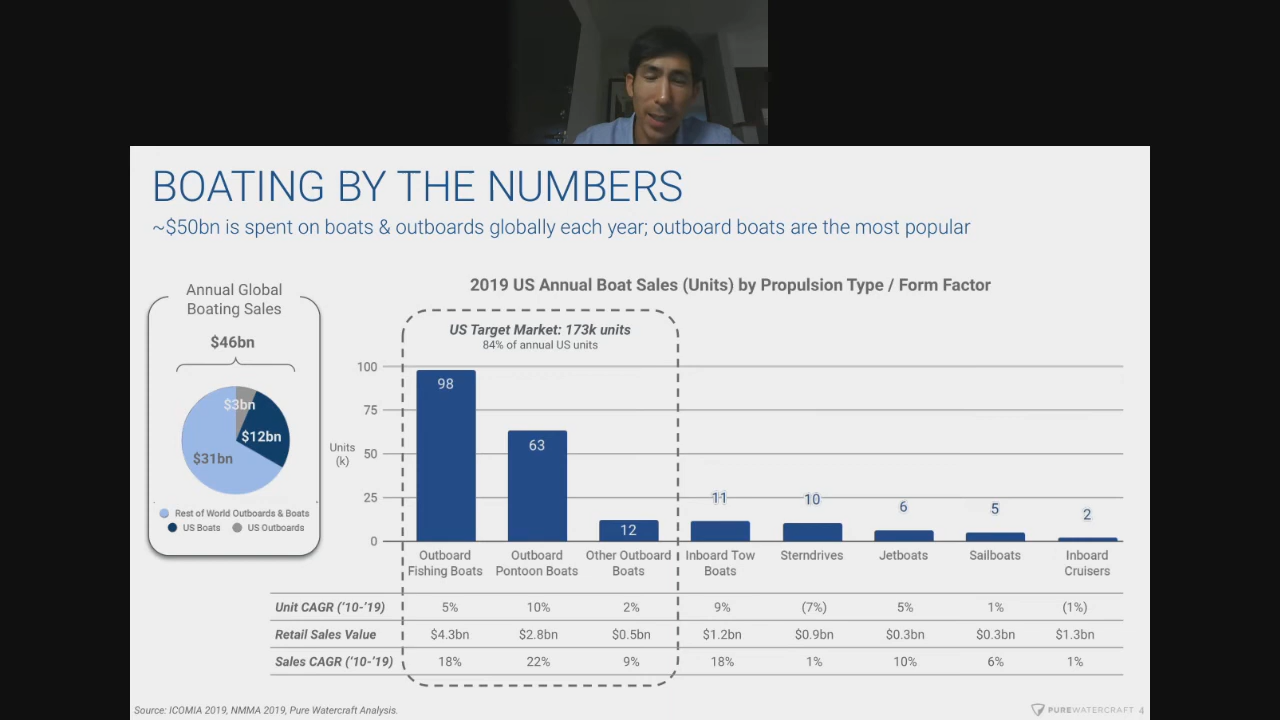 BOATING BY THE NUMBERS
~$50bn is spent on boats & outboards globally each year; outboard boats are the most popular
Annual Global
Boating Sales
$46bn
$3bn
$12bn
$31bn
Rest of World Outboards & Boats
US Boats
US Outboards
2019 US Annual Boat Sales (Units) by Propulsion Type / Form Factor
US Target Market: 173k units
84% of annual US units
Units
(k)
100
75
50
25
0
98
63
12
11
10
6
5
2
Outboard
Fishing Boats
Outboard
Pontoon Boats
Other Outboard
Boats
Inboard Tow
Boats
Sterndrives
Jetboats
Sailboats
Inboard
Cruisers
Unit CAGR ('10-'19) 5% 10% 2% 9% (7%) 5% 1% (1%)
Retail Sales Value $4.3bn $2.8bn $0.5bn $1.2bn $0.9bn $0.3bn $0.3bn $1.3bn
Sales CAGR ('10-'19) 18% 22% 9% 18% 1% 10% 6% 1%
Source: ICOMIA 2019, NMMA 2019, Pure Watercraft Analysis.
PUREWATERCRAFT 4